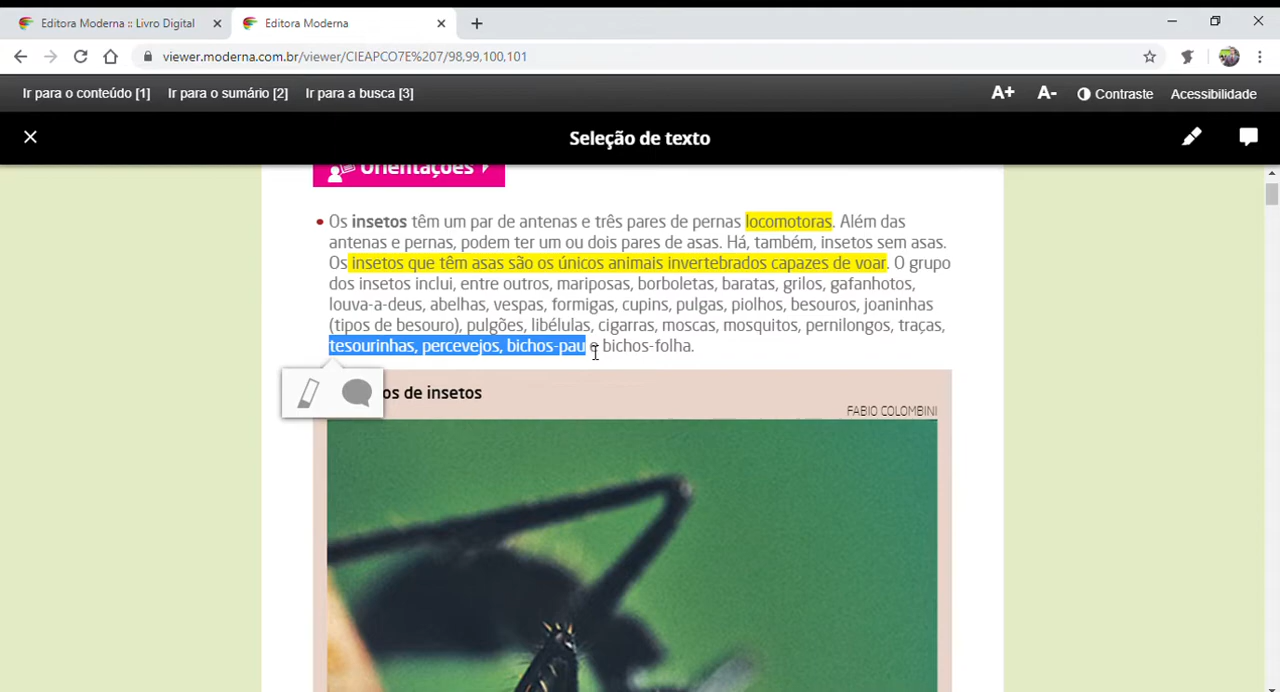 Editora Moderna :: Livro Digital
Editora Moderna
viewer.moderna.com.br/viewer/CIEAPCO7E%207/98,99,100,101
Ir para o conteúdo [1] Ir para o sumário [2] Ir para a busca [3] A+ A- Contraste Acessibilidade
Seleção de texto
Orientações
Os insetos têm um par de antenas e três pares de pernas locomotoras. Além das
antenas e pernas, podem ter um ou dois pares de asas. Há, também, insetos sem asas.
Os insetos que têm asas são os únicos animais invertebrados capazes de voar. O grupo
dos insetos inclui, entre outros, mariposas, borboletas, baratas, grilos, gafanhotos,
louva-a-deus, abelhas, vespas, formigas, cupins, pulgas, piolhos, besouros, joaninhas
(tipos de besouro), pulgões, libélulas, cigarras, moscas, mosquitos, pernilongos, traças,
tesourinhas, percevejos, bichos-pau e bichos-folha.
os de insetos
FABIO COLOMBINI